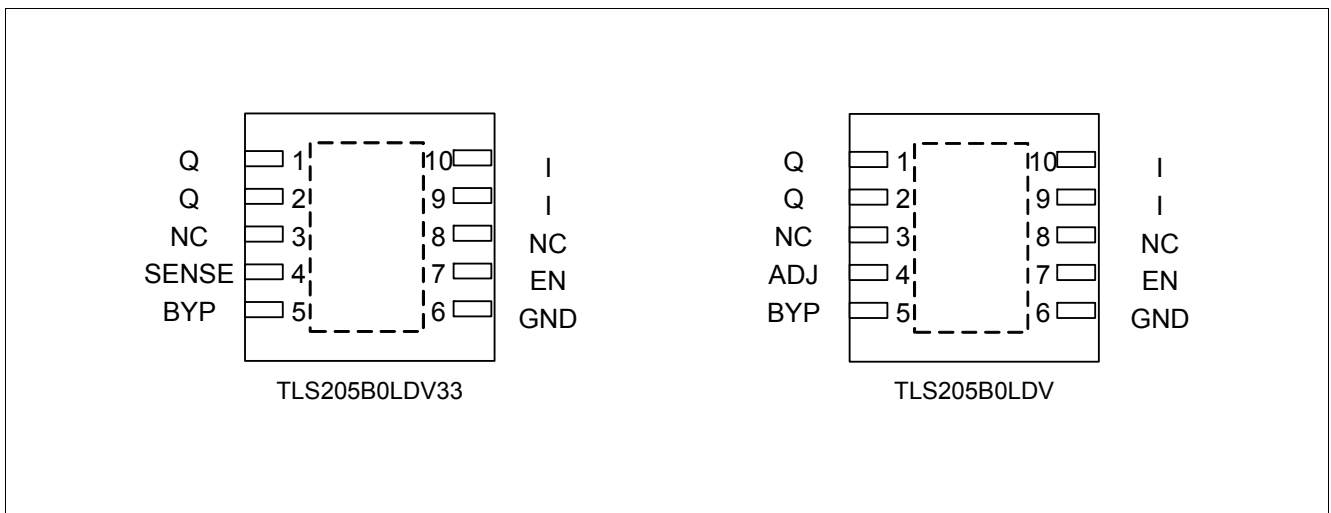 Q 1 10 I
Q 2 9 I
NC 3 8 NC
SENSE 4 7 EN
BYP 5 6 GND
TLS205B0LDV33
Q 1 10 I
Q 2 9 I
NC 3 8 NC
ADJ 4 7 EN
BYP 5 6 GND
TLS205B0LDV